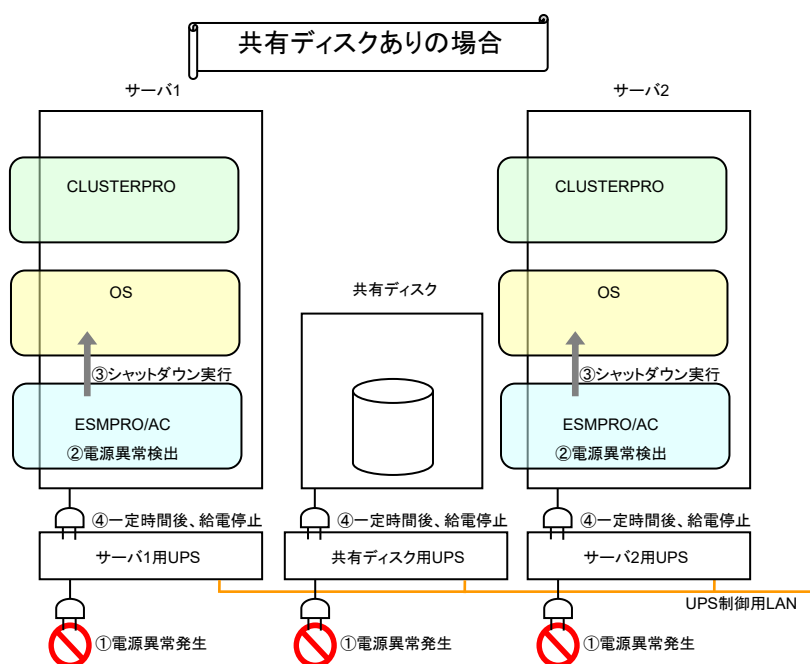 共有ディスクありの場合
サーバ1
サーバ2
CLUSTERPRO
CLUSTERPRO
OS
共有ディスク
OS
③シャットダウン実行
③シャットダウン実行
ESMPRO/AC
②電源異常検出
ESMPRO/AC
②電源異常検出
④一定時間後、給電停止
④一定時間後、給電停止
④一定時間後、給電停止
サーバ1用UPS
共有ディスク用UPS
サーバ2用UPS
UPS制御用LAN
①電源異常発生
①電源異常発生
①電源異常発生